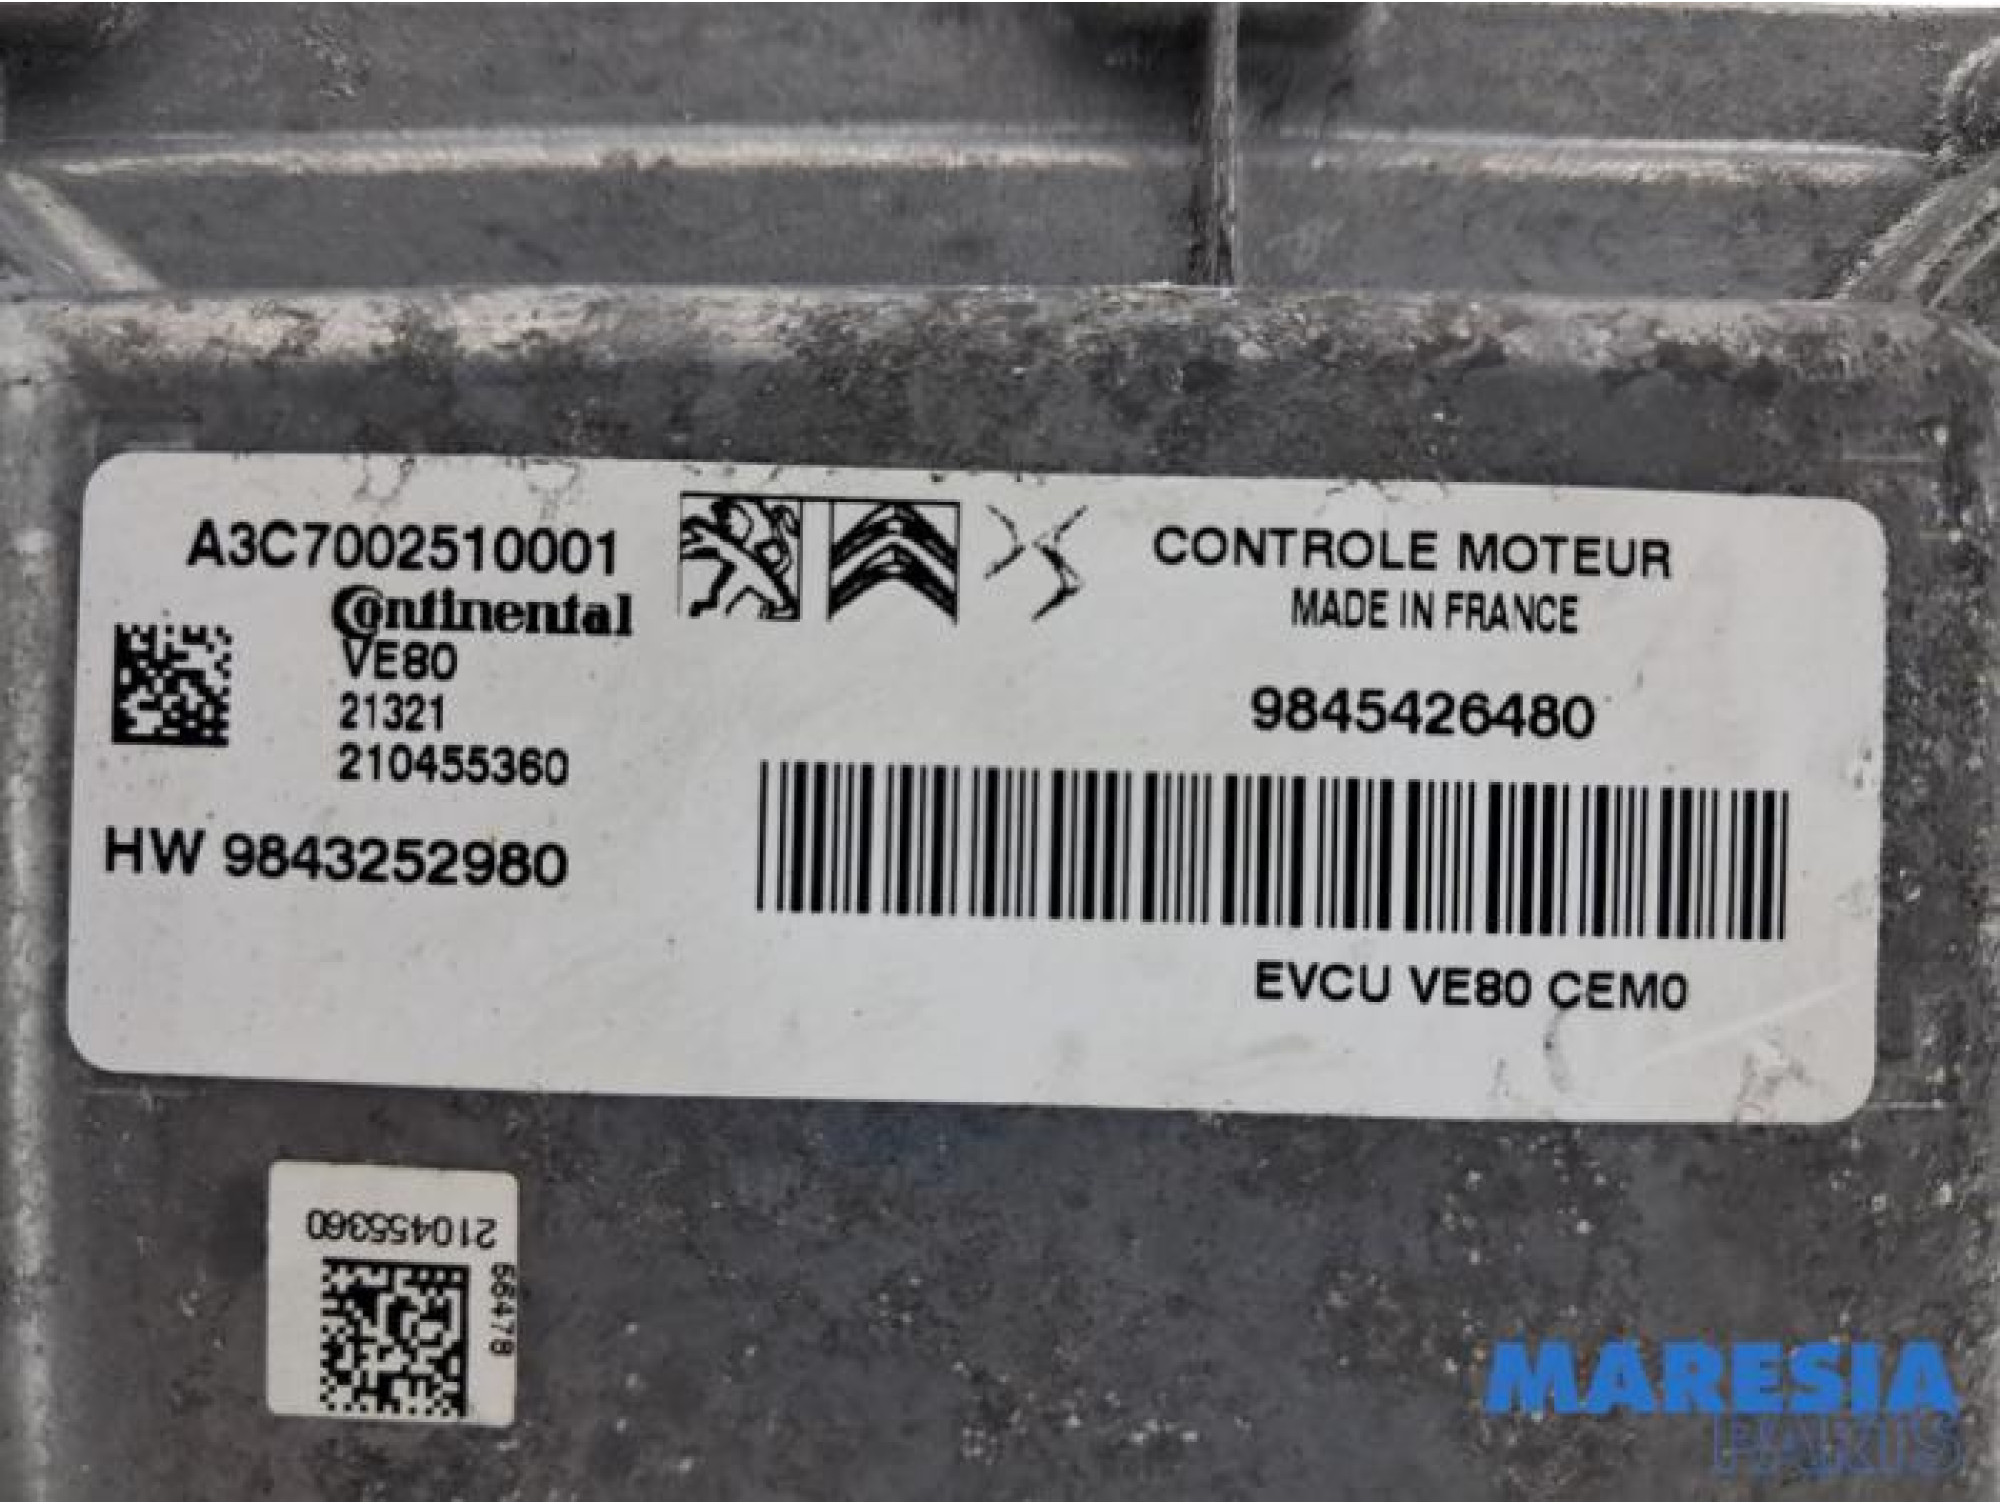 A3C7002510001
Continental
VE80
21321
210455360
HW 9843252980
CONTROLE MOTEUR
MADE IN FRANCE
9845426480
EVCU VE80 CEM0
210455360
66478
MARESIA
PARTS